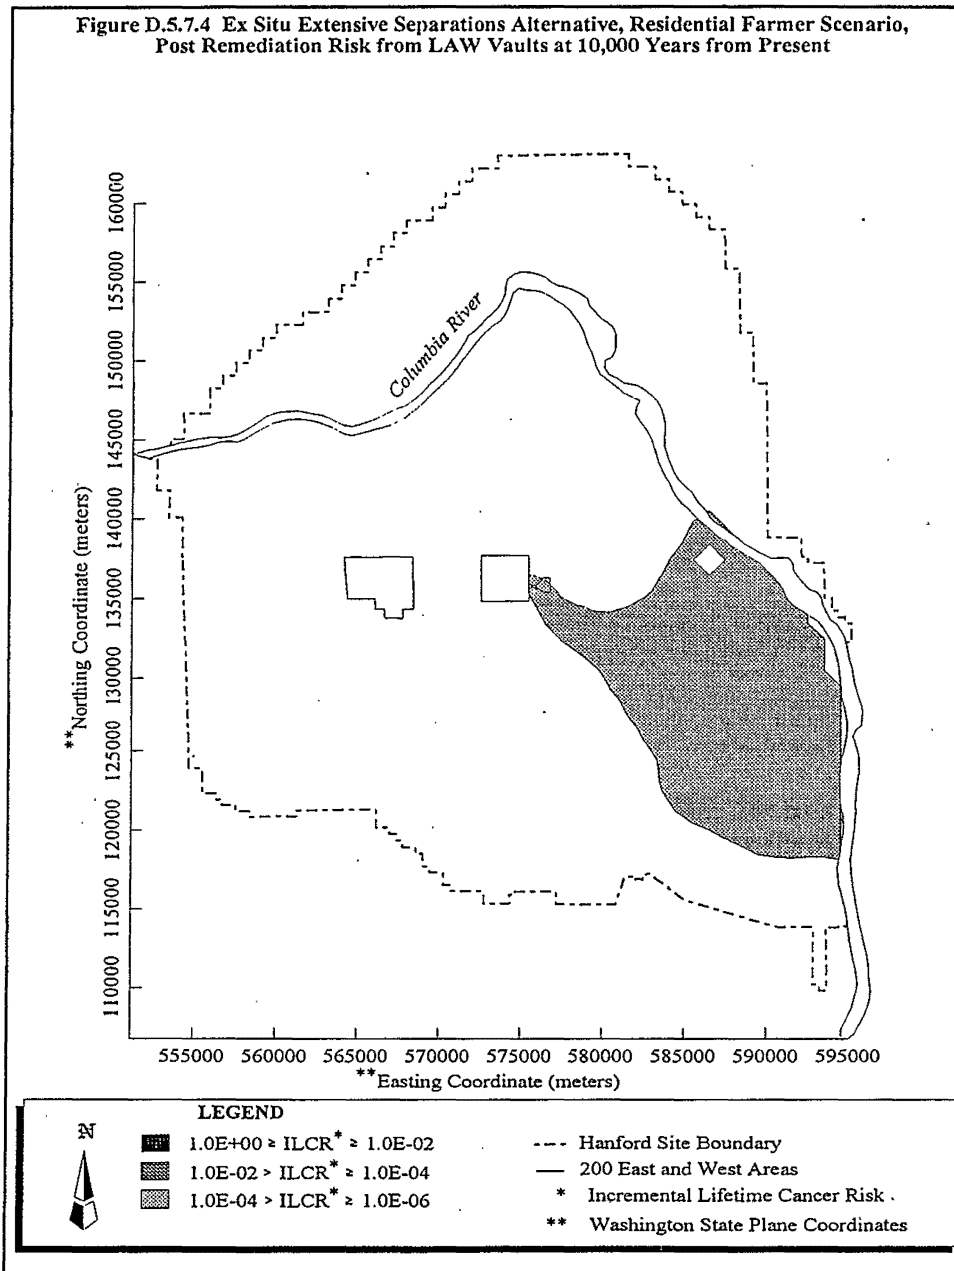 Figure D.5.7.4 Ex Situ Extensive Separations Alternative, Residential Farmer Scenario,
Post Remediation Risk from LAW Vaults at 10,000 Years from Present
160000
155000
150000
145000
140000
135000
130000
125000
120000
115000
110000
**Northing Coordinate (meters)
Columbia River
555000 560000 565000 570000 575000 580000 585000 590000 595000
**Easting Coordinate (meters)
LEGEND
N
1.0E+00 ≥ ILCR* ≥ 1.0E-02
1.0E-02 > ILCR* ≥ 1.0E-04
1.0E-04 > ILCR* ≥ 1.0E-06
Hanford Site Boundary
200 East and West Areas
* Incremental Lifetime Cancer Risk
** Washington State Plane Coordinates